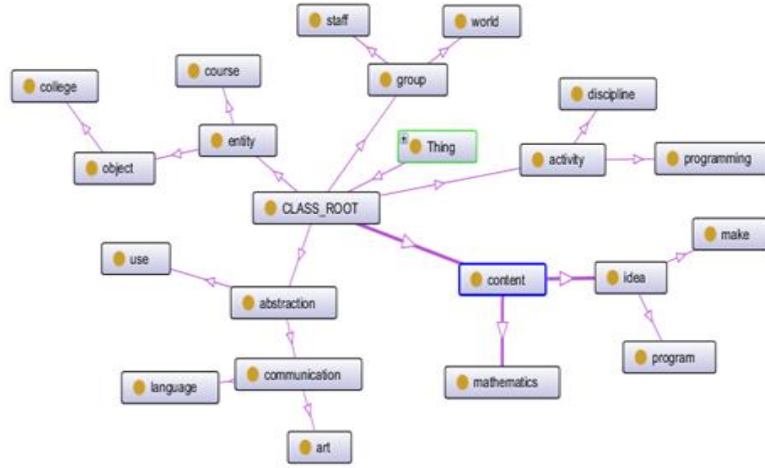 staff
world
course
group
college
discipline
entity
Thing
object
activity
programming
CLASS_ROOT
make
use
content
idea
abstraction
program
communication
mathematics
language
art